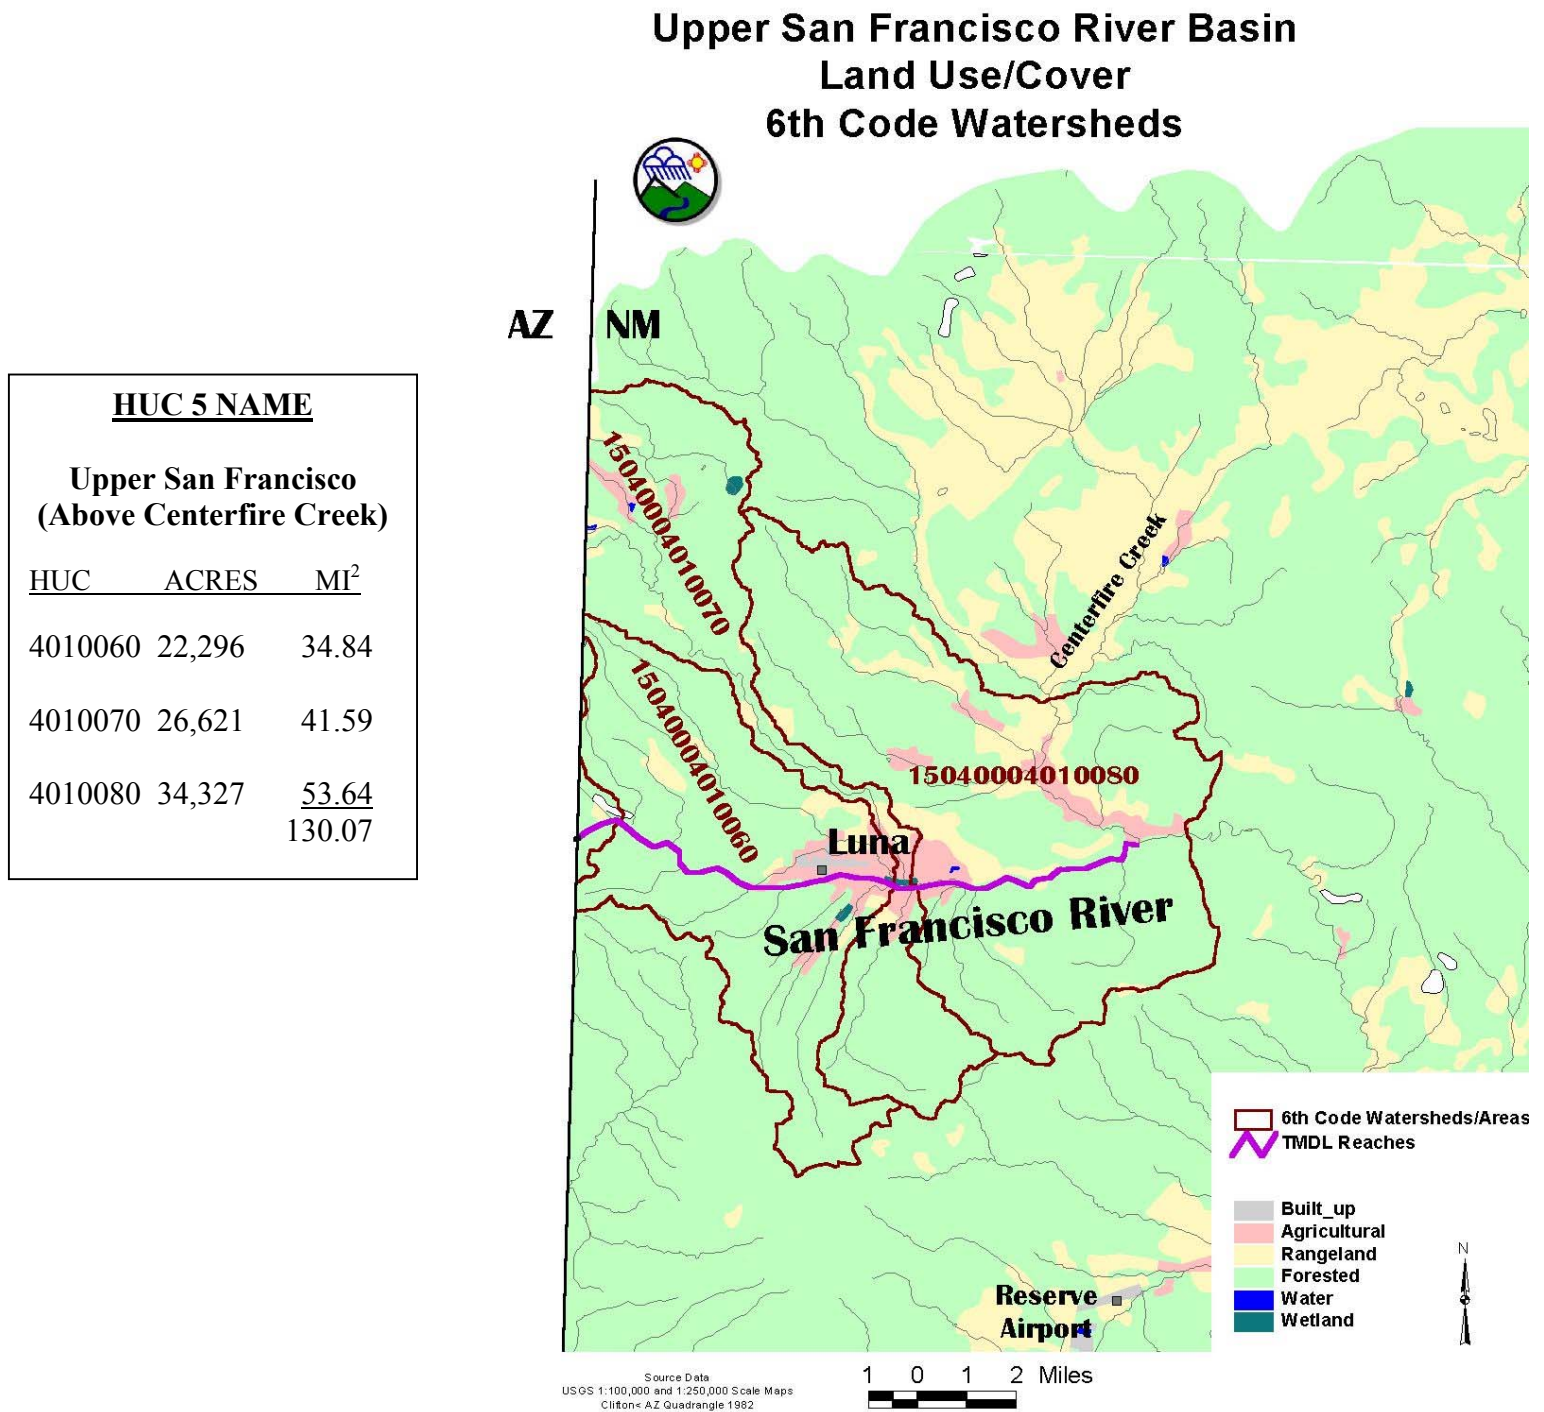 Upper San Francisco River Basin
Land Use/Cover
6th Code Watersheds
AZ NM
HUC 5 NAME
Upper San Francisco
(Above Centerfire Creek)
HUC ACRES MI²
4010060 22,296 34.84
4010070 26,621 41.59
4010080 34,327 53.64
130.07
15040004010070
Centerfire Creek
15040004010060
15040004010080
Luna
San Francisco River
6th Code Watersheds/Areas
TMDL Reaches
Built_up
Agricultural
Rangeland
Forested
Water
Wetland
N
Reserve
Airport
Source Data
USGS 1:100,000 and 1:250,000 Scale Maps
Clifton< AZ Quadrangle 1982
1 0 1 2 Miles